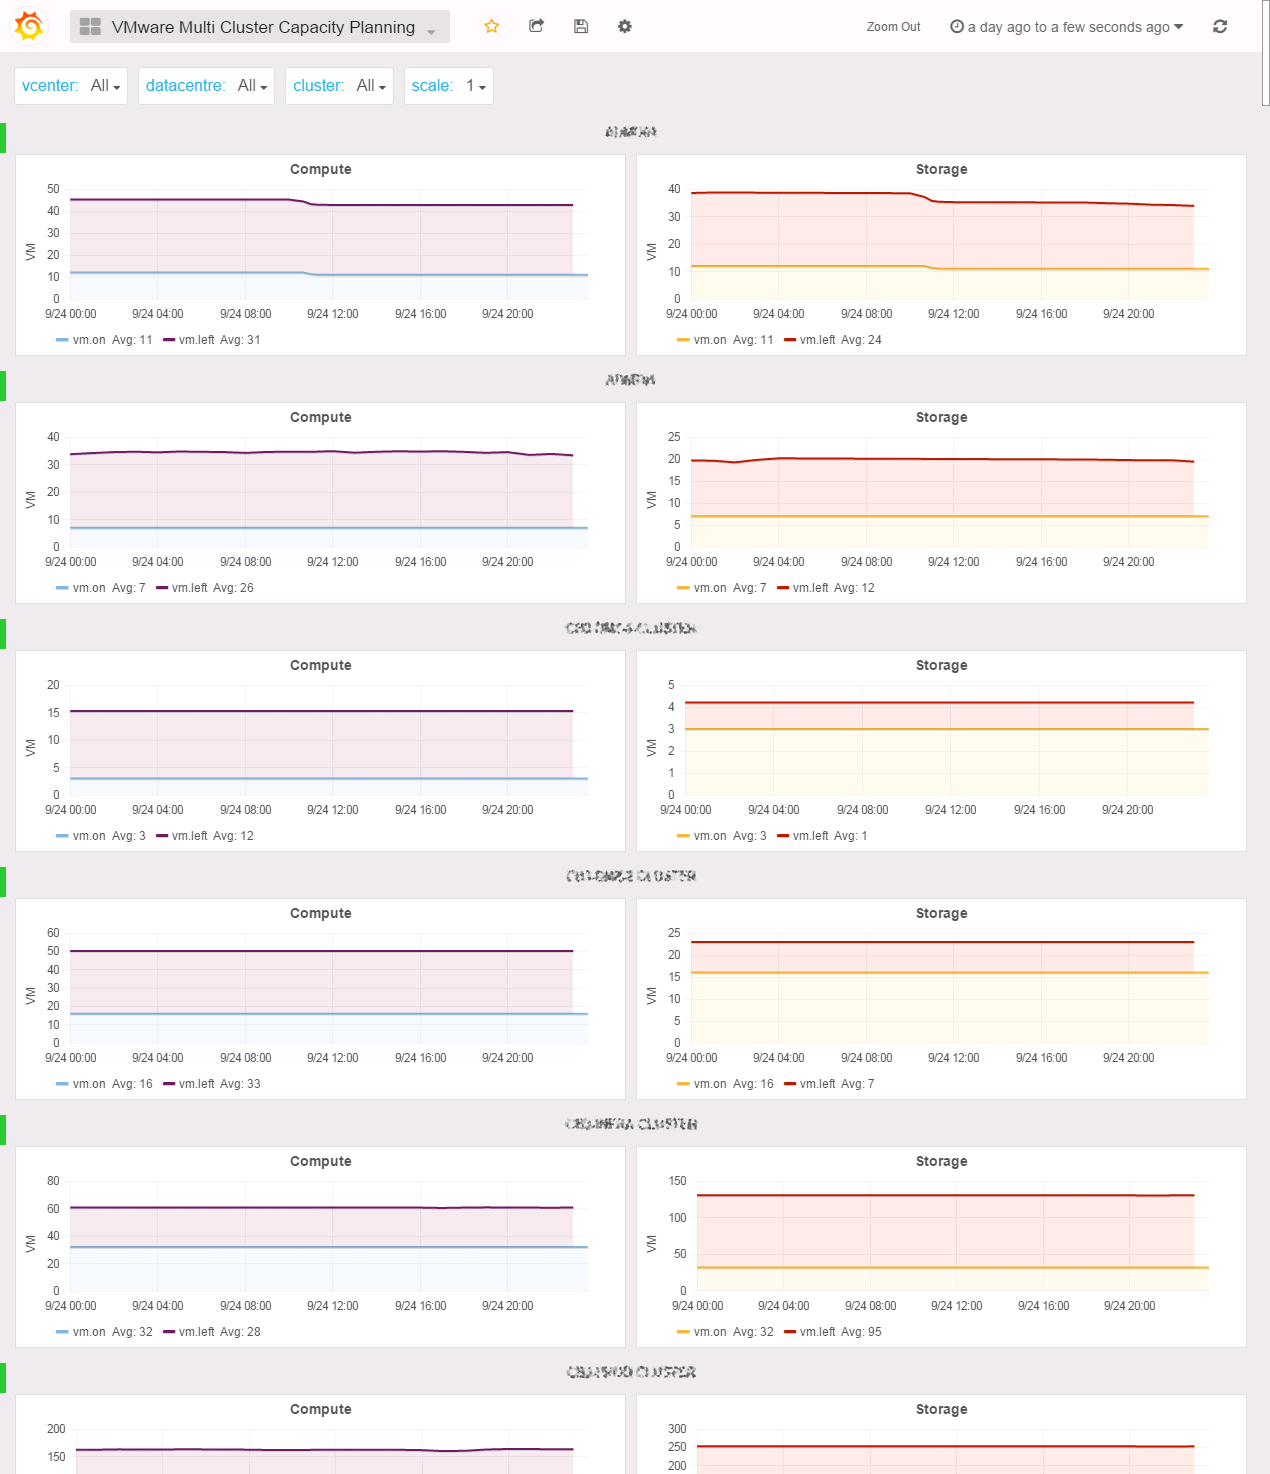 VMware Multi Cluster Capacity Planning
Zoom Out
a day ago to a few seconds ago
vcenter: All
datacentre: All
cluster: All
scale: 1
Compute
50
40
30
20
10
0
VM
9/24 00:00 9/24 04:00 9/24 08:00 9/24 12:00 9/24 16:00 9/24 20:00
vm.on Avg: 11 vm.left Avg: 31
Storage
40
30
20
10
0
VM
9/24 00:00 9/24 04:00 9/24 08:00 9/24 12:00 9/24 16:00 9/24 20:00
vm.on Avg: 11 vm.left Avg: 24
Compute
40
30
20
10
0
VM
9/24 00:00 9/24 04:00 9/24 08:00 9/24 12:00 9/24 16:00 9/24 20:00
vm.on Avg: 7 vm.left Avg: 26
Storage
25
20
15
10
5
0
VM
9/24 00:00 9/24 04:00 9/24 08:00 9/24 12:00 9/24 16:00 9/24 20:00
vm.on Avg: 7 vm.left Avg: 12
CLUSTER
Compute
20
15
10
5
0
VM
9/24 00:00 9/24 04:00 9/24 08:00 9/24 12:00 9/24 16:00 9/24 20:00
vm.on Avg: 3 vm.left Avg: 12
Storage
5
4
3
2
1
0
VM
9/24 00:00 9/24 04:00 9/24 08:00 9/24 12:00 9/24 16:00 9/24 20:00
vm.on Avg: 3 vm.left Avg: 1
CLUSTER
Compute
60
50
40
30
20
10
0
VM
9/24 00:00 9/24 04:00 9/24 08:00 9/24 12:00 9/24 16:00 9/24 20:00
vm.on Avg: 16 vm.left Avg: 33
Storage
25
20
15
10
5
0
VM
9/24 00:00 9/24 04:00 9/24 08:00 9/24 12:00 9/24 16:00 9/24 20:00
vm.on Avg: 16 vm.left Avg: 7
CLUSTER
Compute
80
60
40
20
0
VM
9/24 00:00 9/24 04:00 9/24 08:00 9/24 12:00 9/24 16:00 9/24 20:00
vm.on Avg: 32 vm.left Avg: 28
Storage
150
100
50
0
VM
9/24 00:00 9/24 04:00 9/24 08:00 9/24 12:00 9/24 16:00 9/24 20:00
vm.on Avg: 32 vm.left Avg: 95
CLUSTER
Compute
200
150
Storage
300
250
200